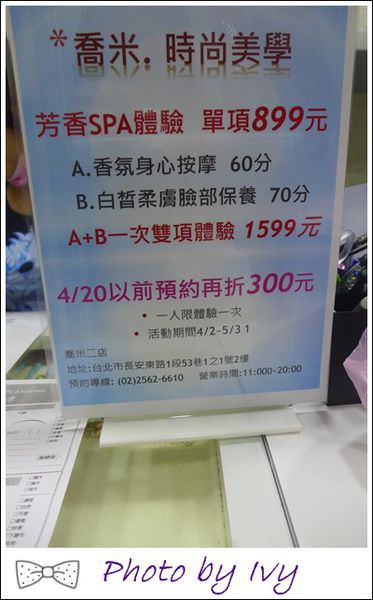 *喬米．時尚美學
芳香SPA體驗 單項899元
A.香氛身心按摩 60分
B.白皙柔膚臉部保養 70分
A+B一次雙項體驗 1599元
4/20以前預約再折300元
• 一人限體驗一次
• 活動期間4/2~5/31
喬米二店
地址:台北市長安東路1段53巷1之1號2樓
預約專線: (02)2562-6610 營業時間:11:000~20:00
Photo by Ivy